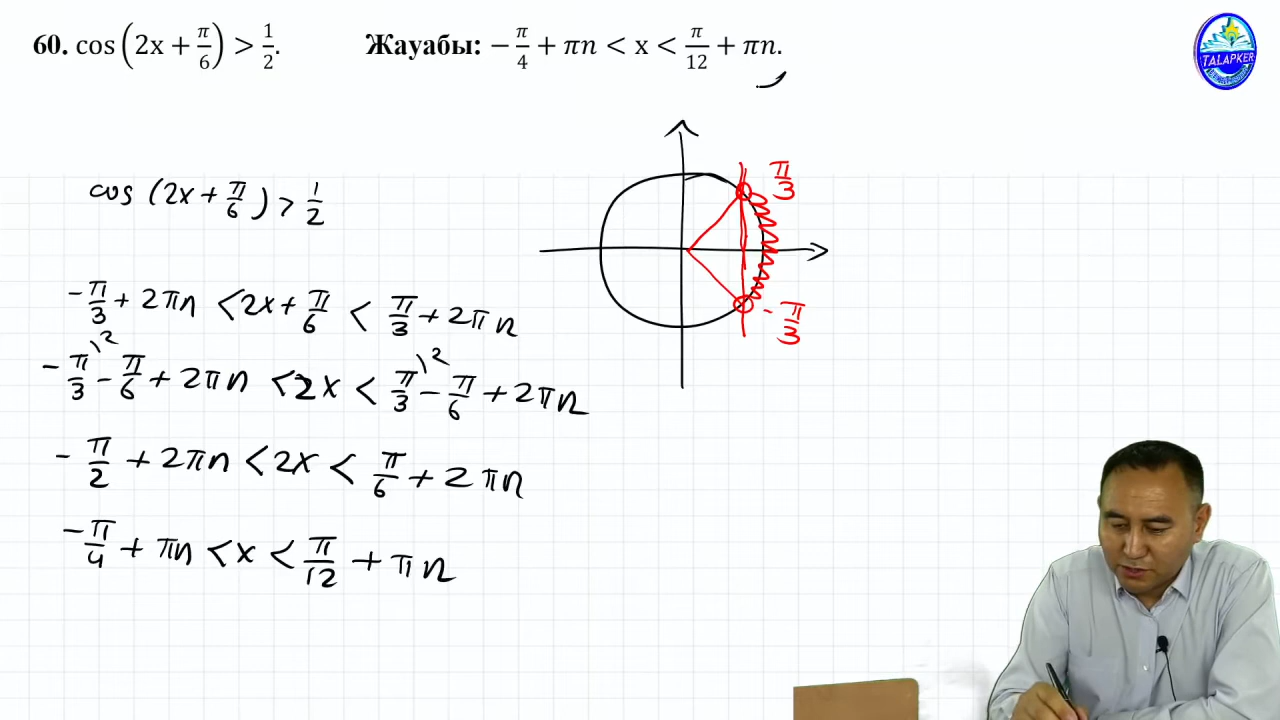 60. cos(2x + π/6) > 1/2. Жауабы: −π/4 + πn < x < π/12 + πn.
TALAPKER
cos (2x + π/6) > 1/2
π/3
-π/3
-π/3 + 2πn < 2x + π/6 < π/3 + 2πn
-π/3\² - π/6 + 2πn < 2x < π/3\² - π/6 + 2πn
-π/2 + 2πn < 2x < π/6 + 2πn
-π/4 + πn < x < π/12 + πn